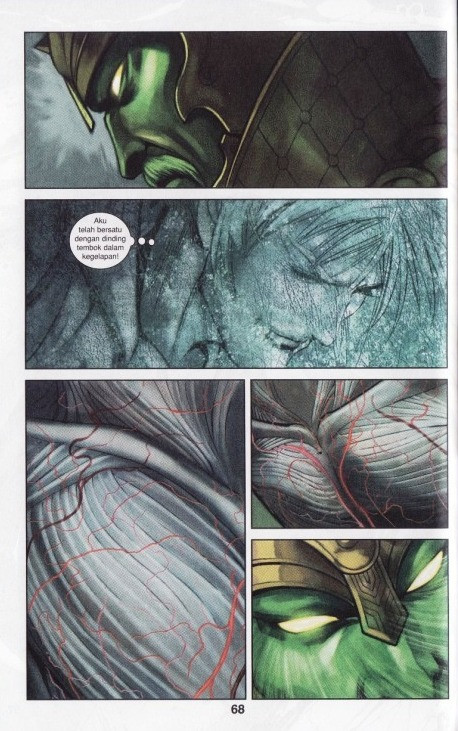 Aku
telah bersatu
dengan dinding
tembok dalam
kegelapan!
68